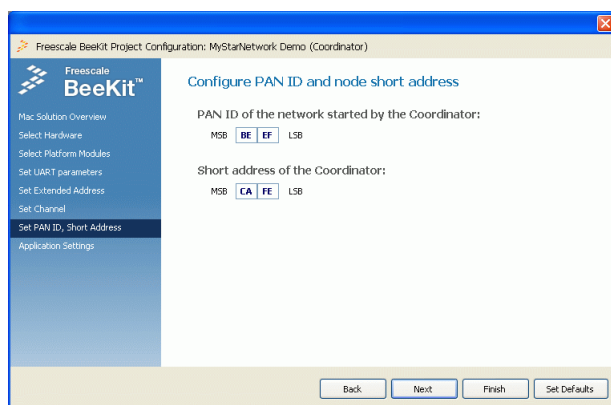 Freescale BeeKit Project Configuration: MyStarNetwork Demo (Coordinator)
Freescale
BeeKit™
Mac Solution Overview
Select Hardware
Select Platform Modules
Set UART parameters
Set Extended Address
Set Channel
Set PAN ID, Short Address
Application Settings
Configure PAN ID and node short address
PAN ID of the network started by the Coordinator:
MSB BE EF LSB
Short address of the Coordinator:
MSB CA FE LSB
Back Next Finish Set Defaults